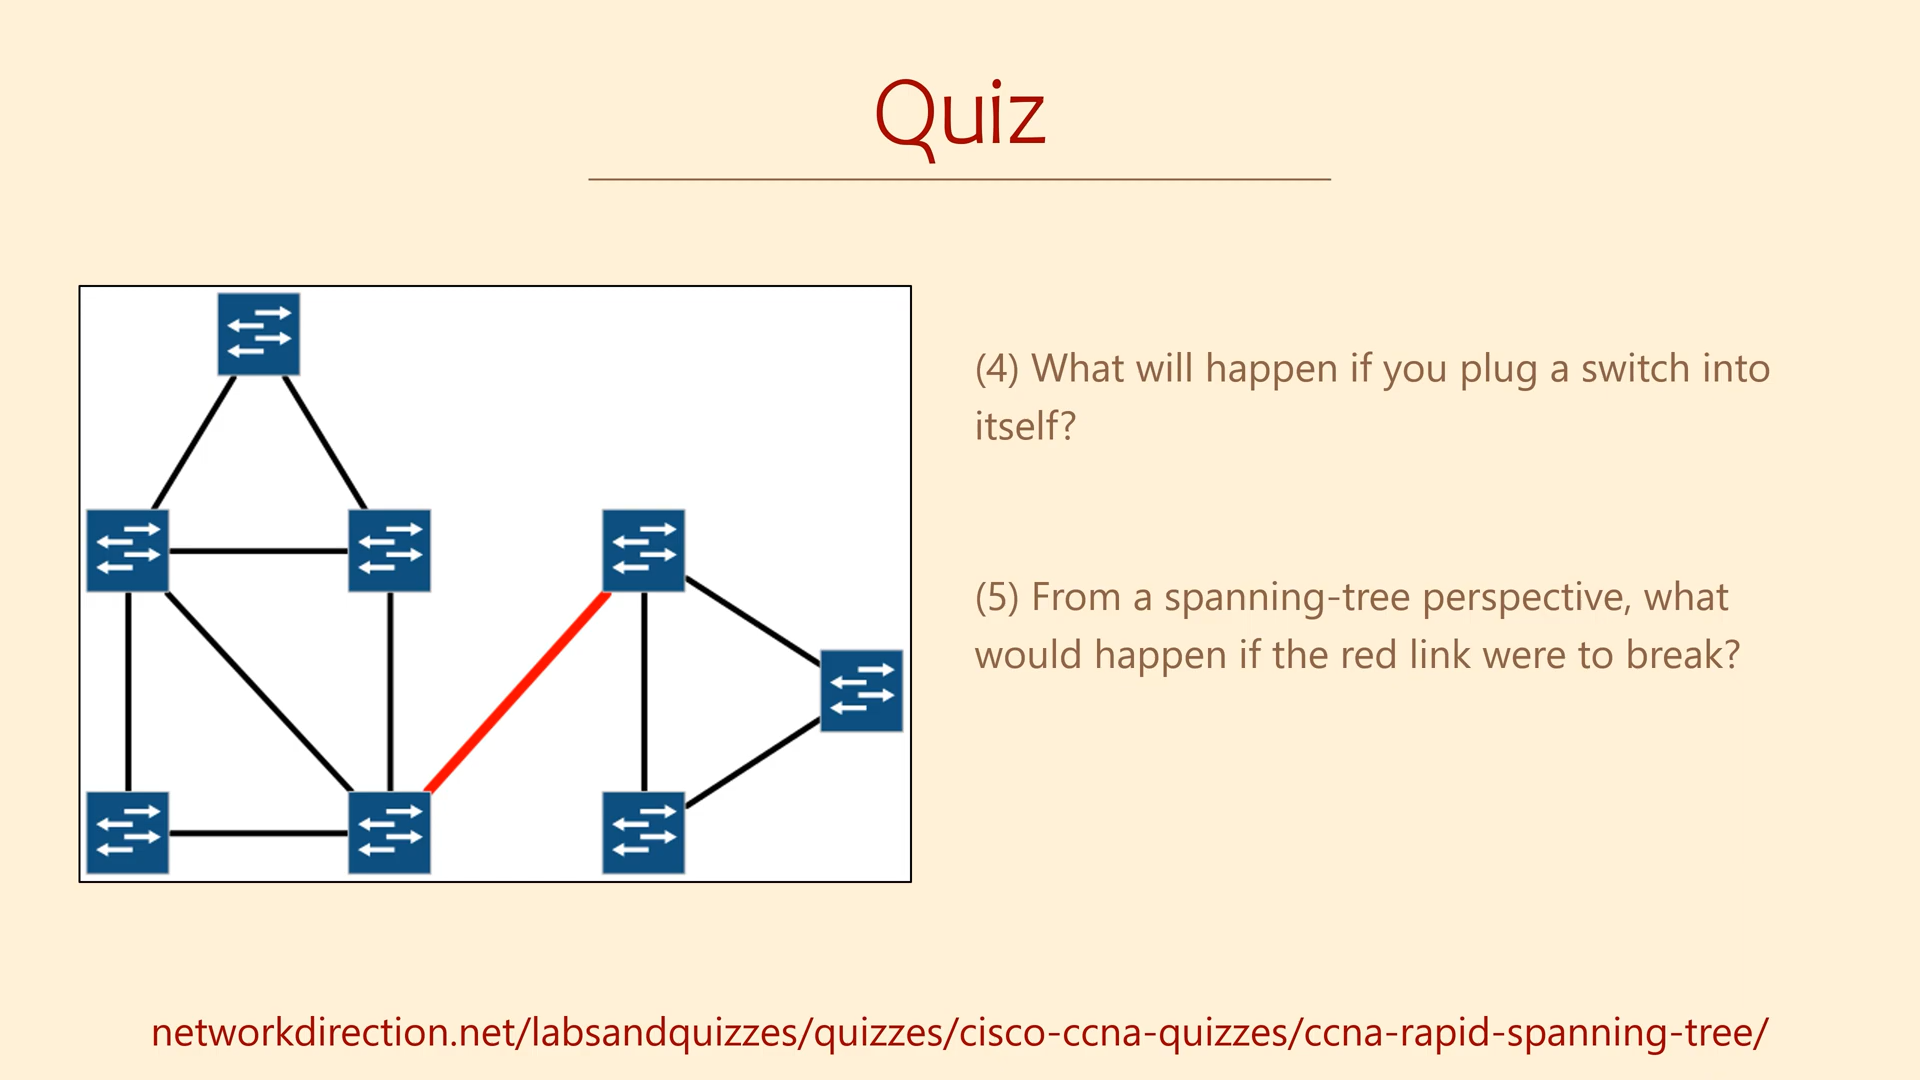 Quiz
(4) What will happen if you plug a switch into
itself?
(5) From a spanning-tree perspective, what
would happen if the red link were to break?
networkdirection.net/labsandquizzes/quizzes/cisco-ccna-quizzes/ccna-rapid-spanning-tree/